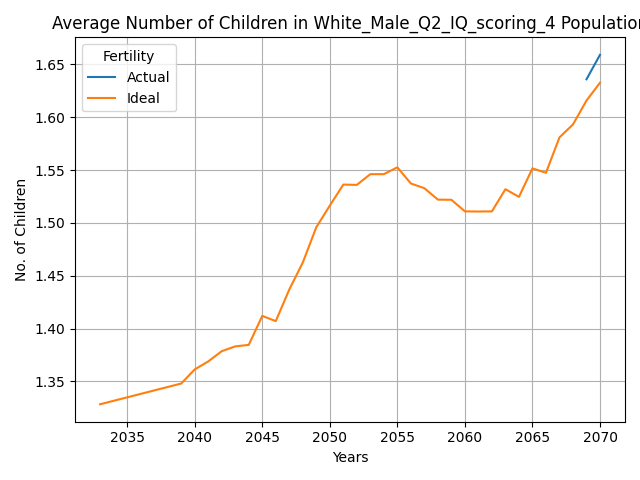 Average Number of Children in White_Male_Q2_IQ_scoring_4 Population
Fertility
Actual
Ideal
1.65
1.60
1.55
1.50
1.45
1.40
1.35
No. of Children
2035 2040 2045 2050 2055 2060 2065 2070
Years